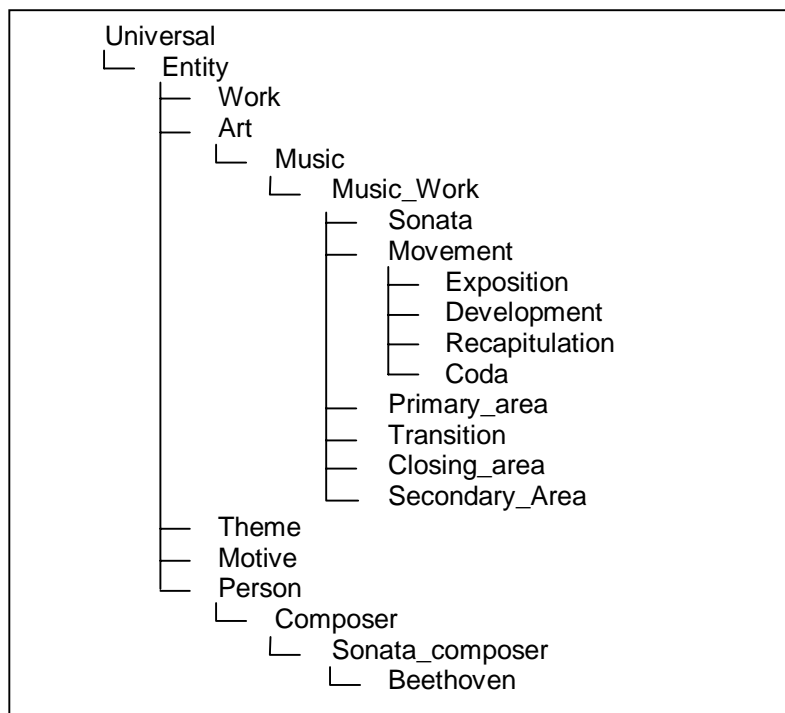 Universal
Entity
Work
Art
Music
Music_Work
Sonata
Movement
Exposition
Development
Recapitulation
Coda
Primary_area
Transition
Closing_area
Secondary_Area
Theme
Motive
Person
Composer
Sonata_composer
Beethoven